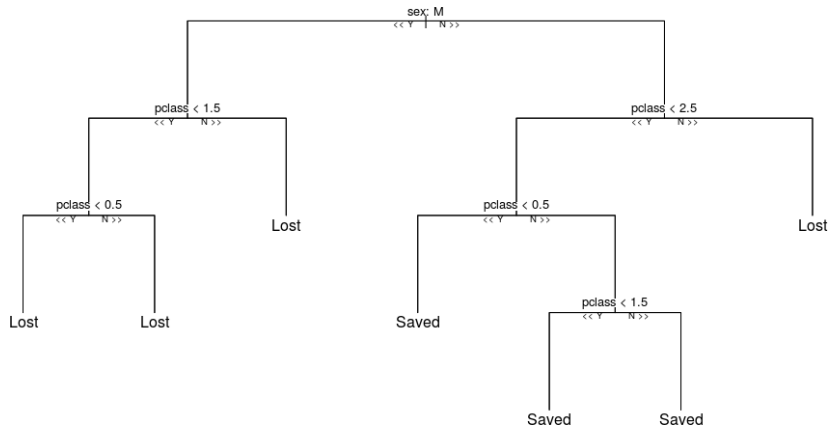 sex: M
<< Y N >>
pclass < 1.5
<< Y N >>
pclass < 2.5
<< Y N >>
pclass < 0.5
<< Y N >>
Lost
pclass < 0.5
<< Y N >>
Lost
Lost
Lost
Saved
pclass < 1.5
<< Y N >>
Saved
Saved